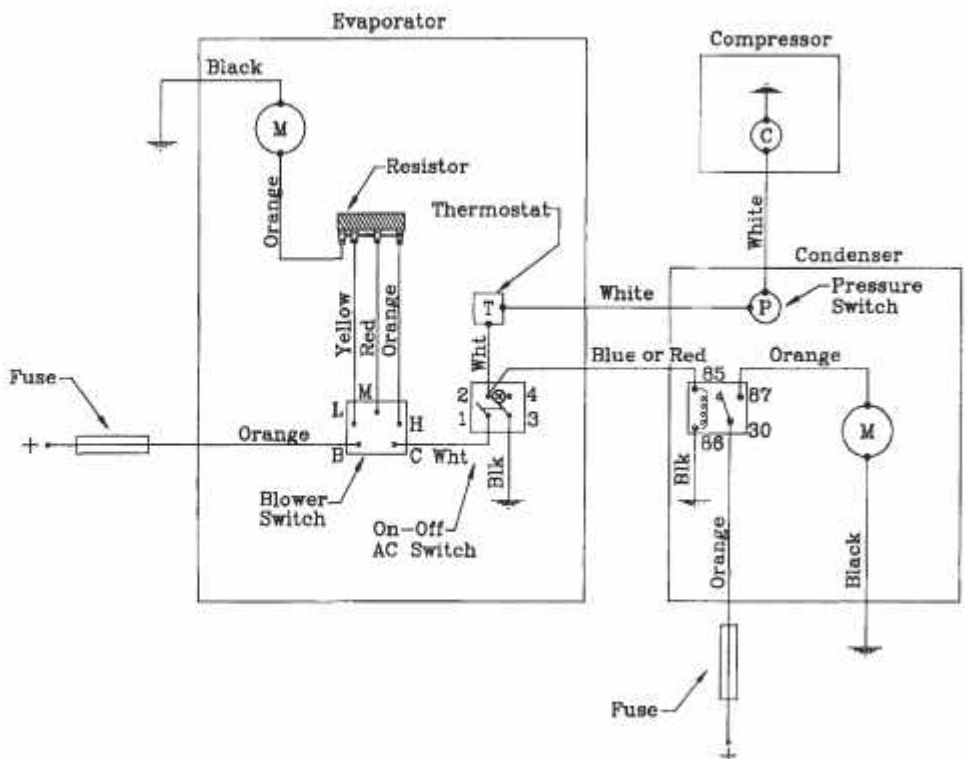 Evaporator
Compressor
Black
M
C
Resistor
Orange
Thermostat
White
Condenser
T
White
P
Pressure
Switch
Yellow
Red
Orange
Wht
Blue or Red
Orange
Fuse
85
87
L
M
H
2
4
1
3
30
86
M
+
Orange
B
C
Wht
Blk
Blk
Blower
Switch
On-Off
AC Switch
Orange
Black
Fuse
+